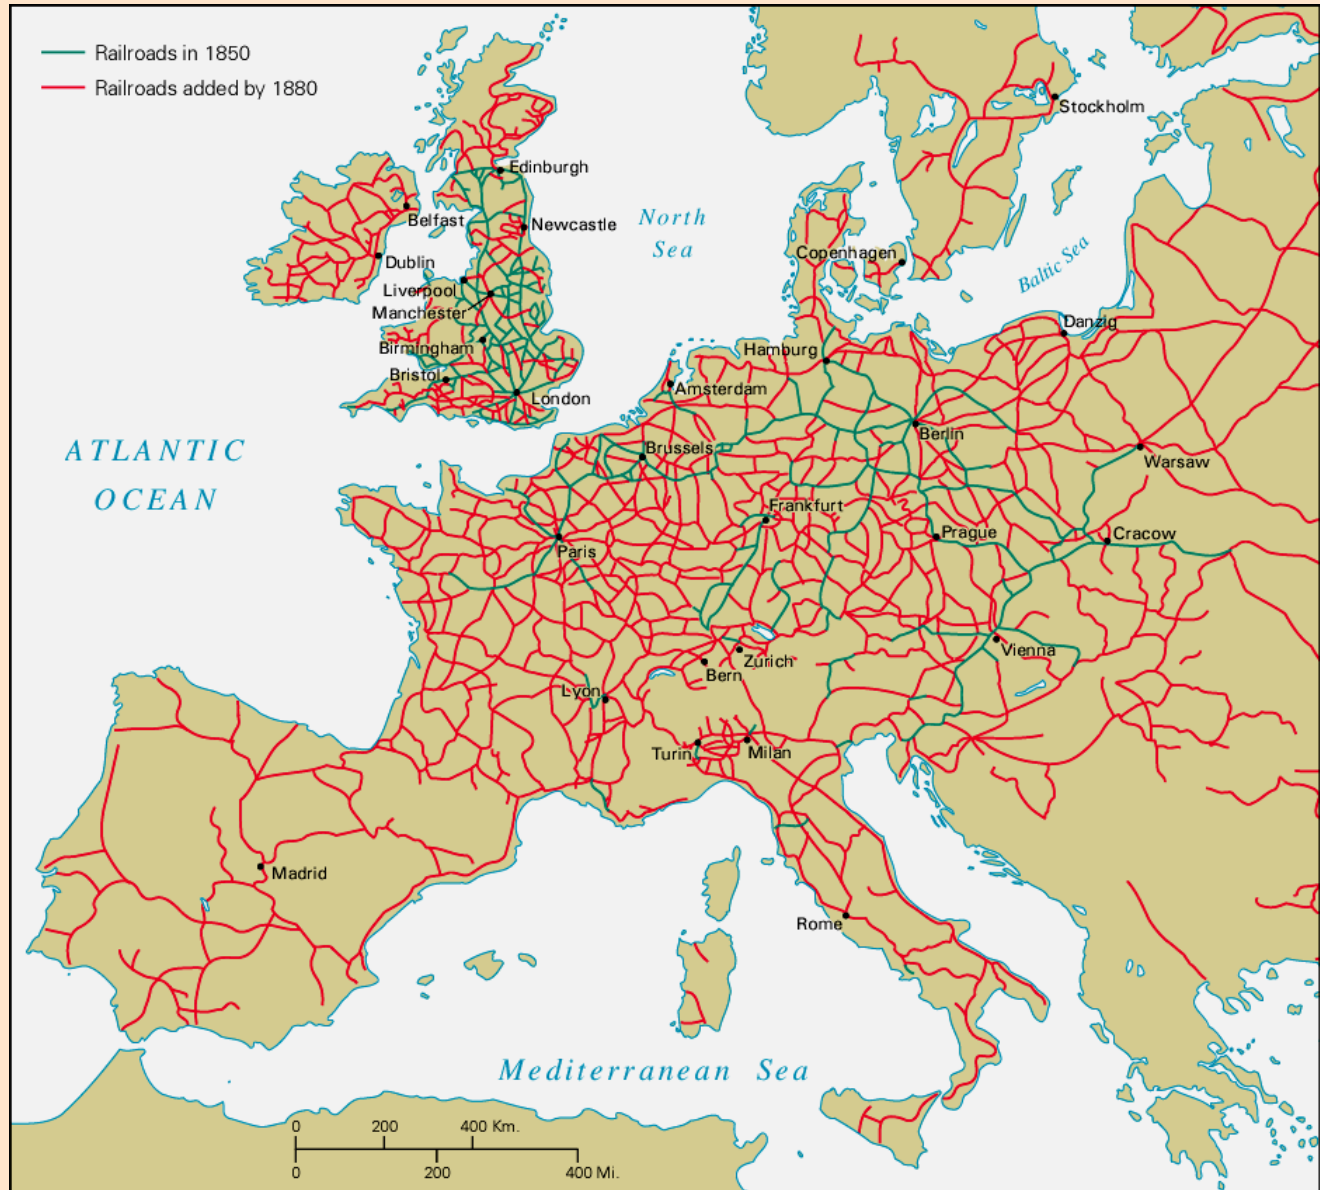 Railroads in 1850
Railroads added by 1880
Stockholm
Edinburgh
Belfast
Newcastle
North
Sea
Copenhagen
Baltic Sea
Dublin
Liverpool
Manchester
Danzig
Birmingham
Hamburg
Bristol
Amsterdam
London
Berlin
ATLANTIC
OCEAN
Brussels
Warsaw
Frankfurt
Prague
Cracow
Paris
Vienna
Zurich
Bern
Lyon
Turin
Milan
Madrid
Rome
Mediterranean Sea
0 200 400 Km.
0 200 400 Mi.